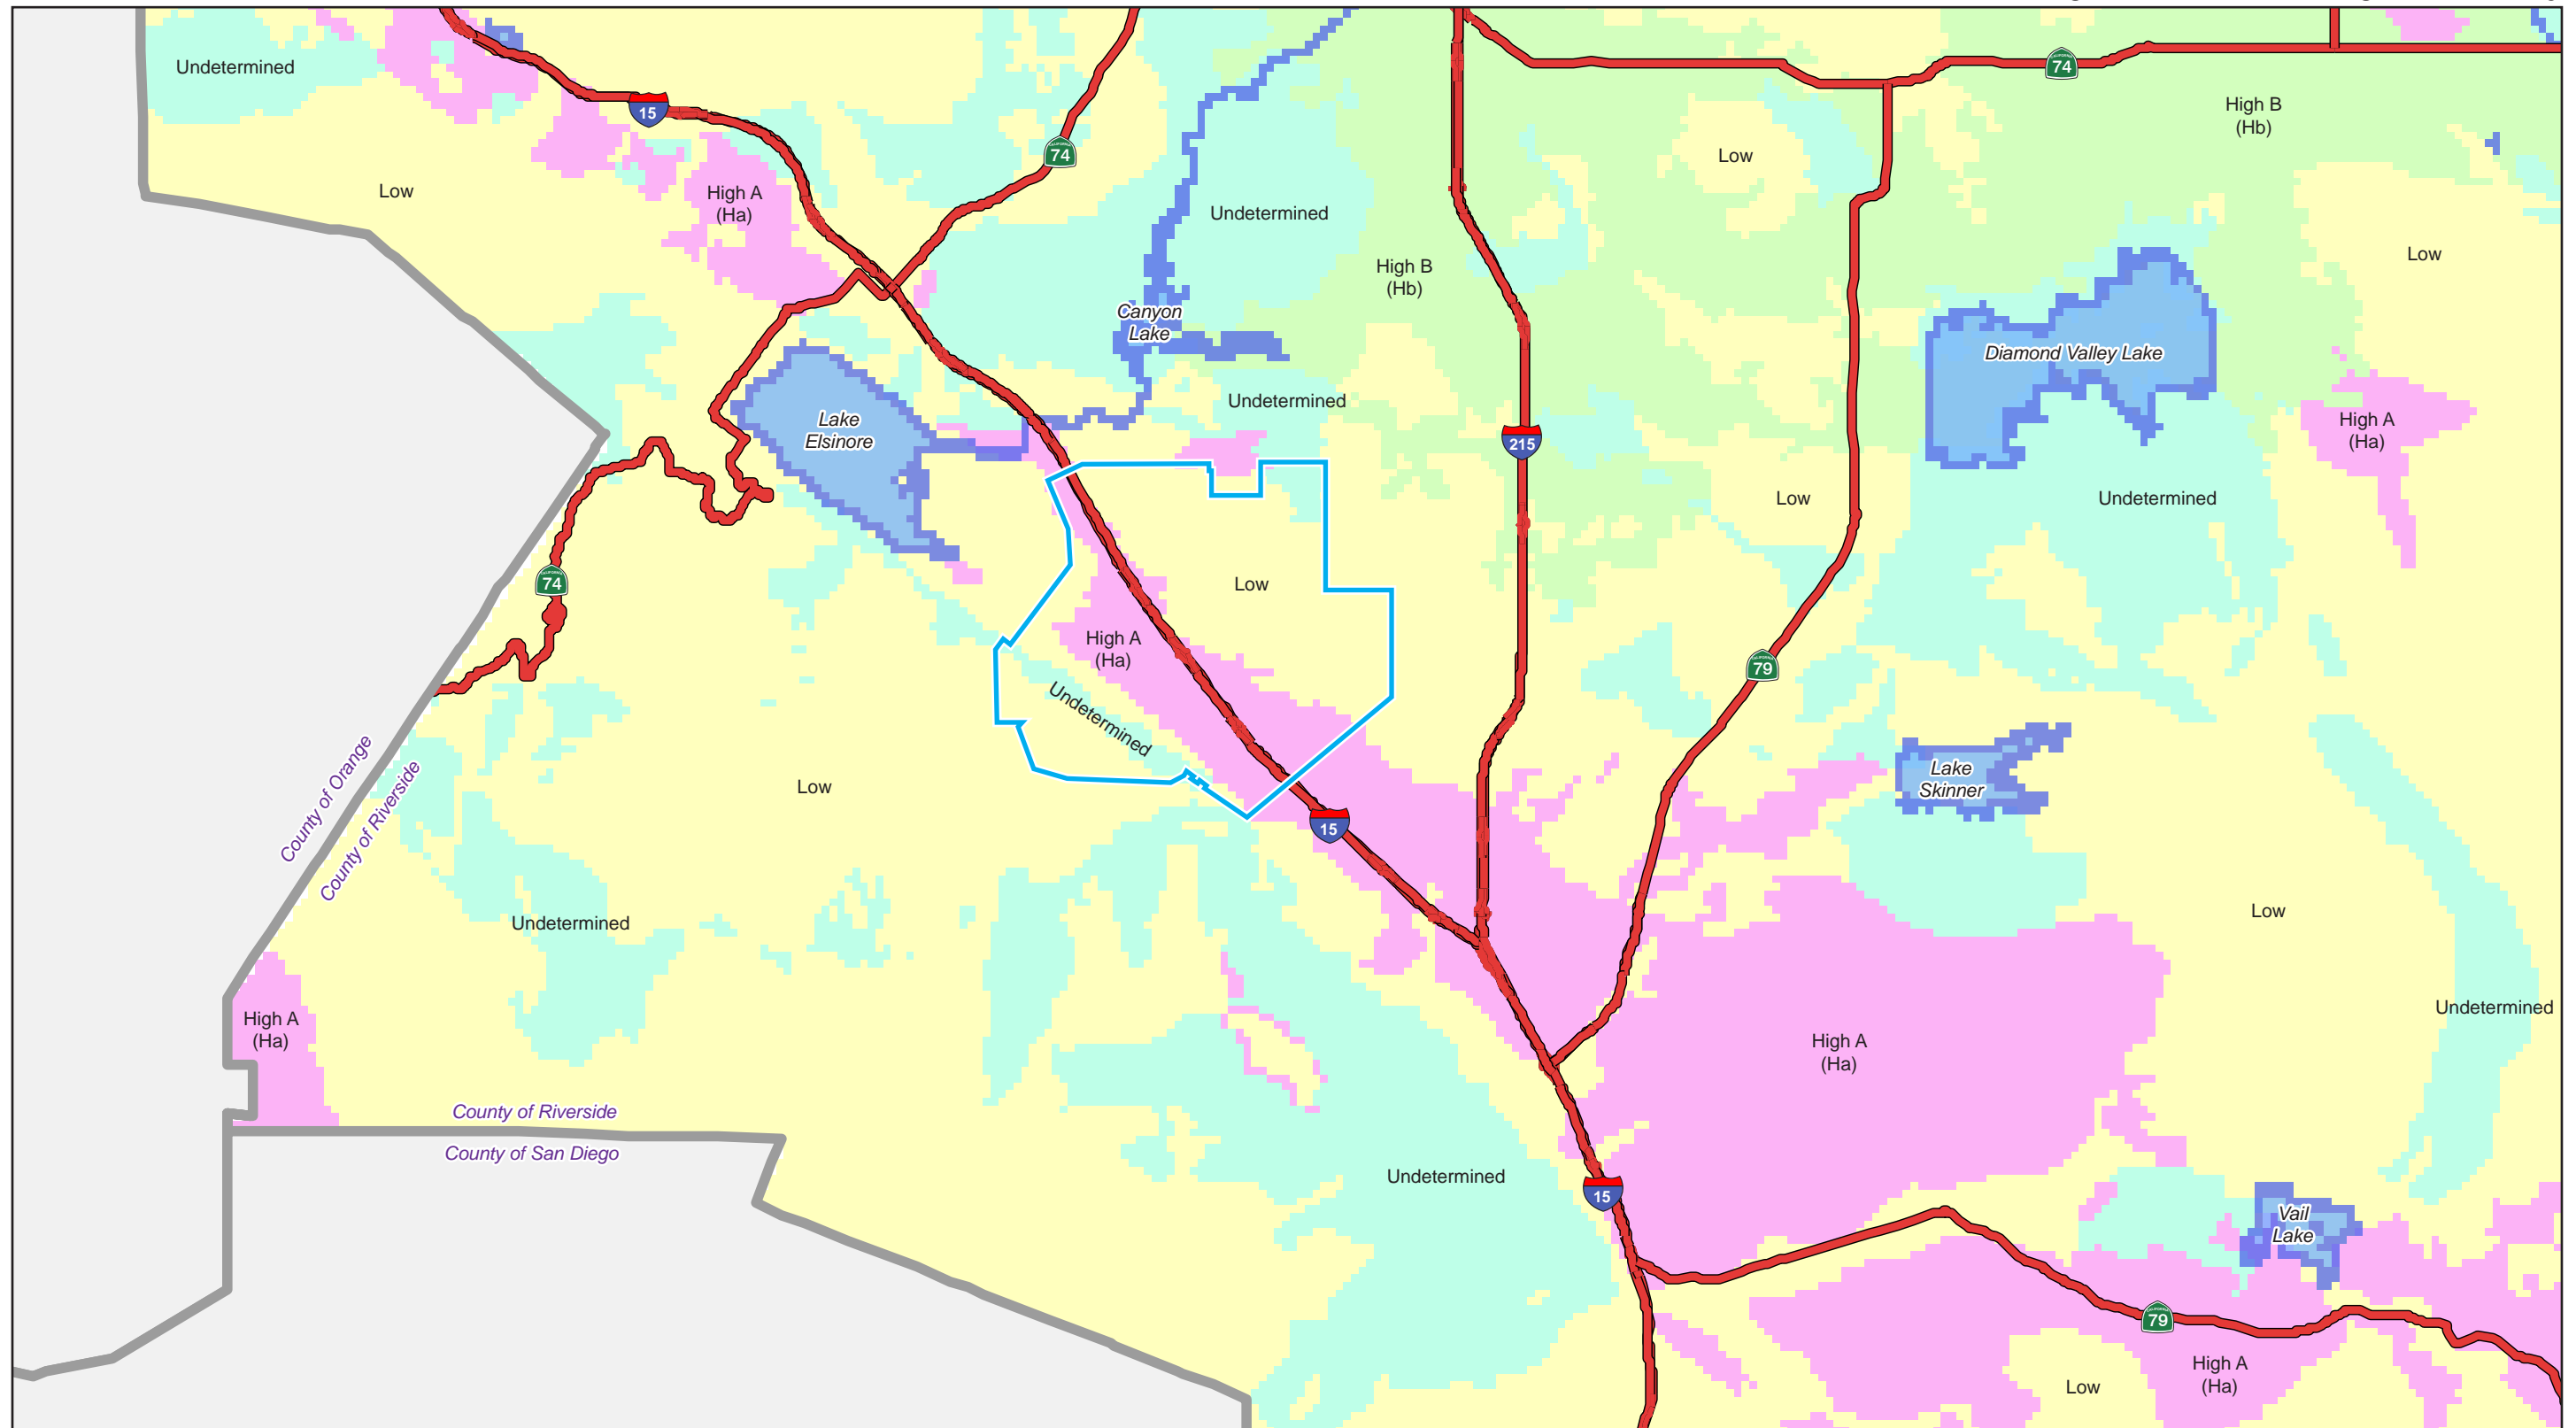 Undetermined
15
74
74
High B
(Hb)
Low
Low
High A
(Ha)
Undetermined
Low
High B
(Hb)
Canyon
Lake
Diamond Valley Lake
Undetermined
Lake
Elsinore
High A
(Ha)
215
Low
Undetermined
74
Low
High A
(Ha)
79
Undetermined
County of Orange
County of Riverside
Low
Lake
Skinner
15
Undetermined
Low
Undetermined
High A
(Ha)
High A
(Ha)
County of Riverside
County of San Diego
Undetermined
15
Vail
Lake
79
High A
(Ha)
Low